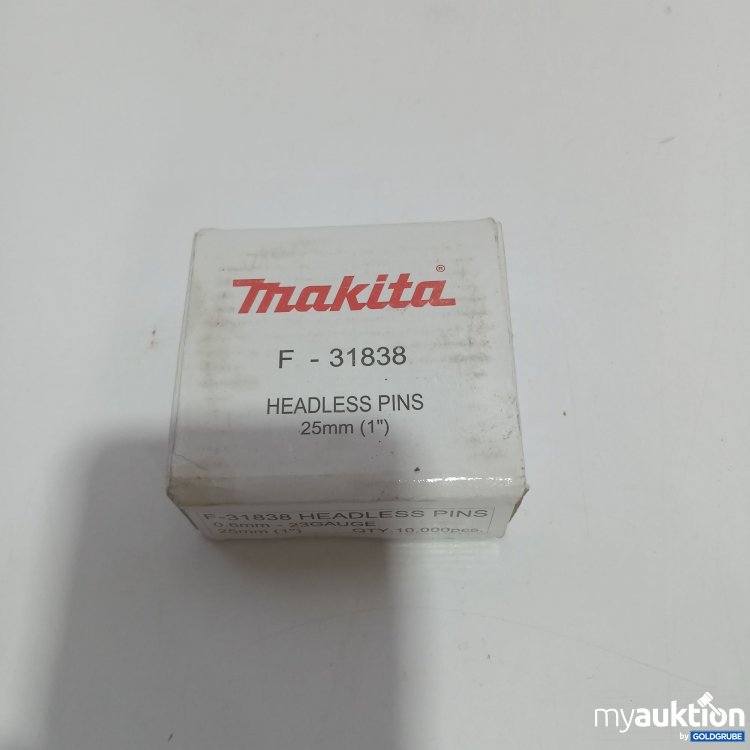 makita®
F - 31838
HEADLESS PINS
25mm (1")
F-31838 HEADLESS PINS
0,6mm - 23GAUGE
25mm (1") QTY.10.000pcs.
myauktion
by GOLDGRUBE